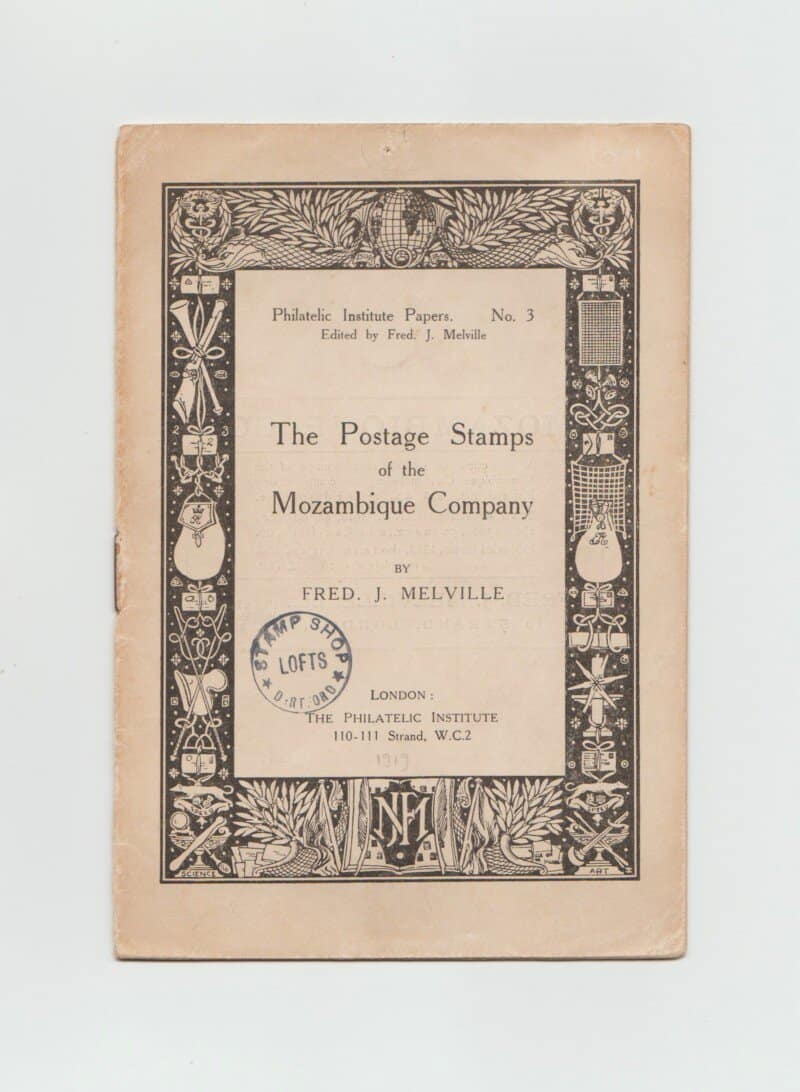 Philatelic Institute Papers. No. 3
Edited by Fred. J. Melville
The Postage Stamps
of the
Mozambique Company
BY
FRED. J. MELVILLE
STAMP SHOP
LOFTS
DARTFORD
LONDON:
THE PHILATELIC INSTITUTE
110-111 Strand, W.C.2
1919
SCIENCE
ART